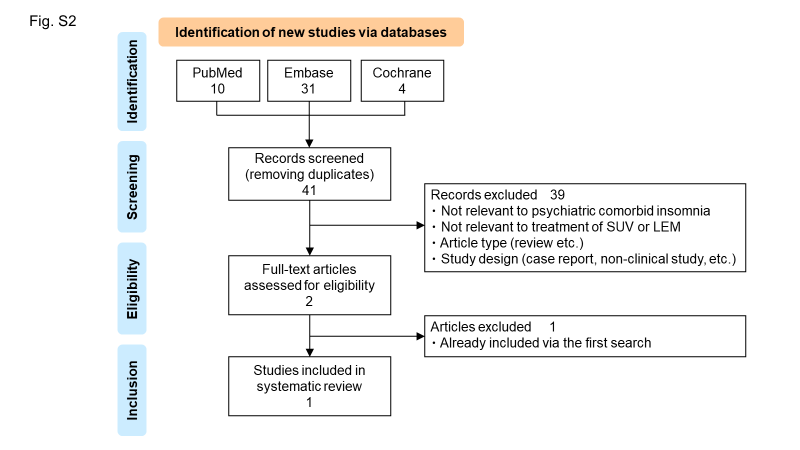 Fig. S2
Identification of new studies via databases
Identification
PubMed
10
Embase
31
Cochrane
4
Screening
Records screened
(removing duplicates)
41
Records excluded 39
・Not relevant to psychiatric comorbid insomnia
・Not relevant to treatment of SUV or LEM
・Article type (review etc.)
・Study design (case report, non-clinical study, etc.)
Eligibility
Full-text articles
assessed for eligibility
2
Articles excluded 1
・Already included via the first search
Inclusion
Studies included in
systematic review
1